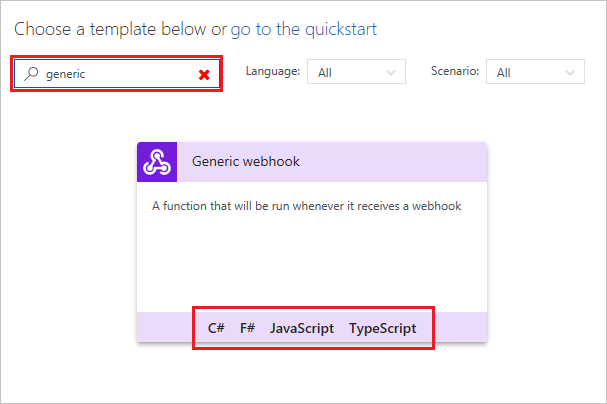 Choose a template below or go to the quickstart
generic Language: All Scenario: All
Generic webhook
A function that will be run whenever it receives a webhook
C# F# JavaScript TypeScript